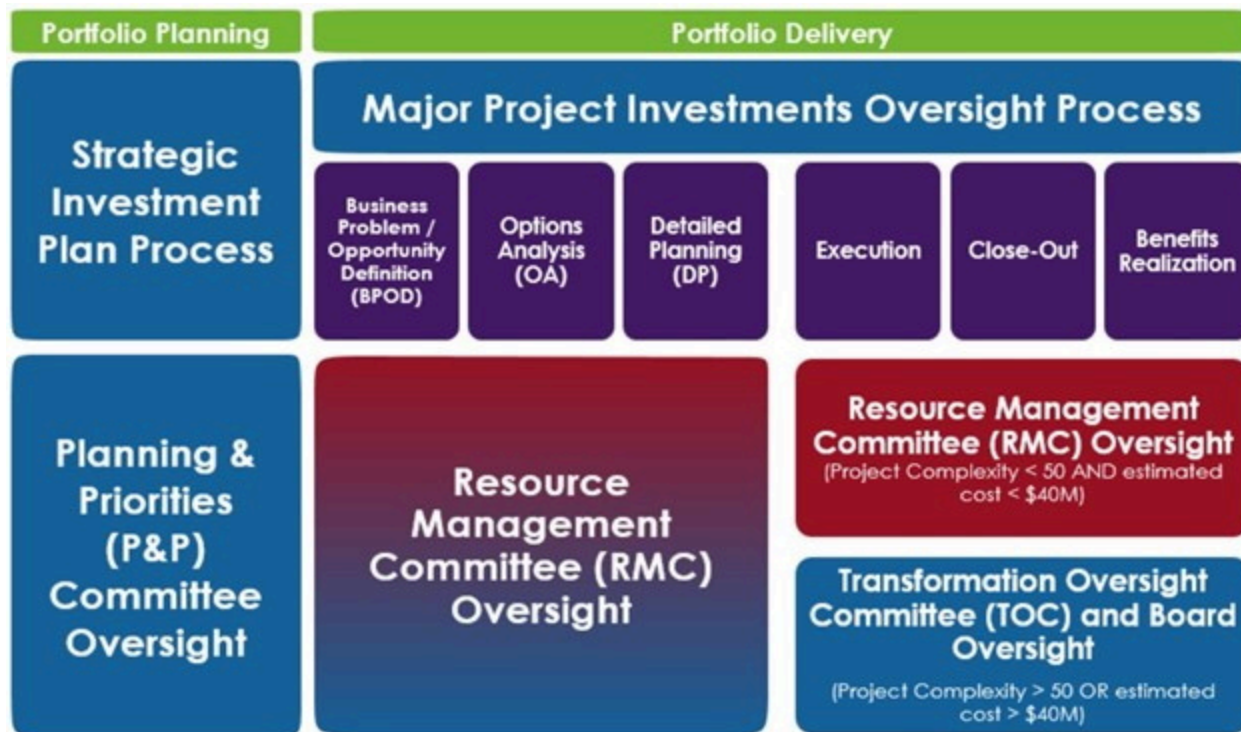 Portfolio Planning
Portfolio Delivery
Strategic
Investment
Plan Process
Major Project Investments Oversight Process
Business
Problem /
Opportunity
Definition
(BPOD)
Options
Analysis
(OA)
Detailed
Planning
(DP)
Execution
Close-Out
Benefits
Realization
Planning &
Priorities
(P&P)
Committee
Oversight
Resource
Management
Committee (RMC)
Oversight
Resource Management
Committee (RMC) Oversight
(Project Complexity < 50 AND estimated
cost < $40M)
Transformation Oversight
Committee (TOC) and Board
Oversight
(Project Complexity > 50 OR estimated
cost > $40M)